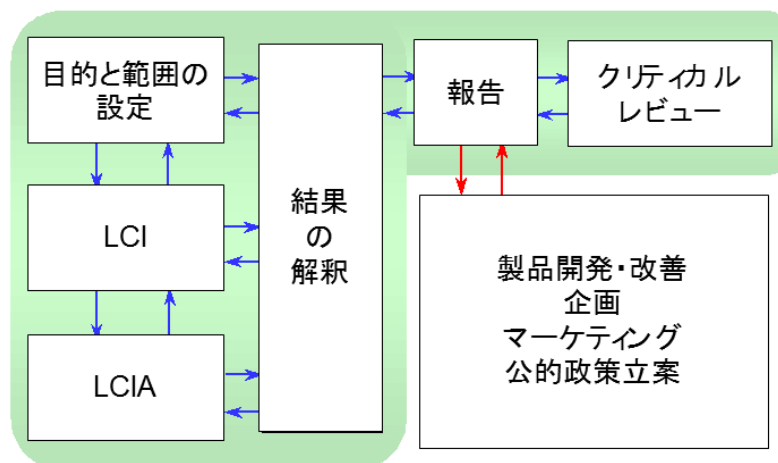 目的と範囲の
設定
LCI
LCIA
結果
の
解釈
報告
クリティカル
レビュー
製品開発・改善
企画
マーケティング
公的政策立案